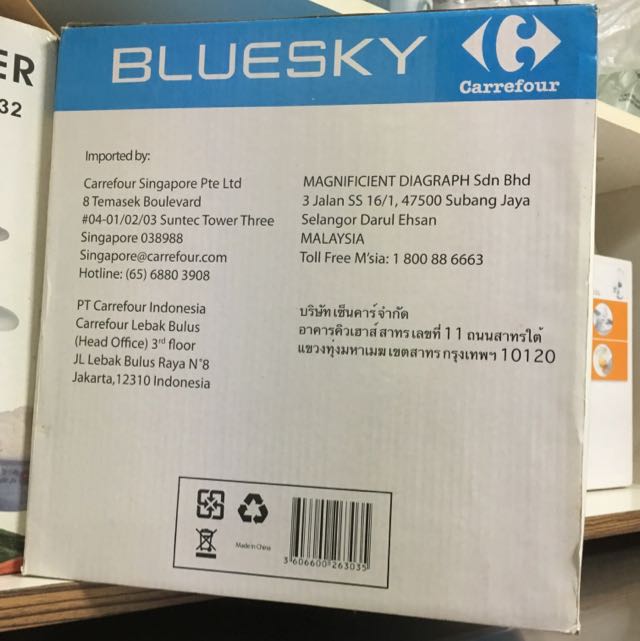 ER
32
BLUESKY
Carrefour
Imported by:
Carrefour Singapore Pte Ltd
8 Temasek Boulevard
#04-01/02/03 Suntec Tower Three
Singapore 038988
Singapore@carrefour.com
Hotline: (65) 6880 3908
MAGNIFICIENT DIAGRAPH Sdn Bhd
3 Jalan SS 16/1, 47500 Subang Jaya
Selangor Darul Ehsan
MALAYSIA
Toll Free M'sia: 1 800 88 6663
PT Carrefour Indonesia
Carrefour Lebak Bulus
(Head Office) 3rd floor
JL Lebak Bulus Raya N°8
Jakarta,12310 Indonesia
บริษัท เซ็นคาร์ จำกัด
อาคารคิวเฮาส์ สาทร เลขที่ 11 ถนนสาทรใต้
แขวงทุ่งมหาเมฆ เขตสาทร กรุงเทพฯ 10120
Made in China
3 606600 263035